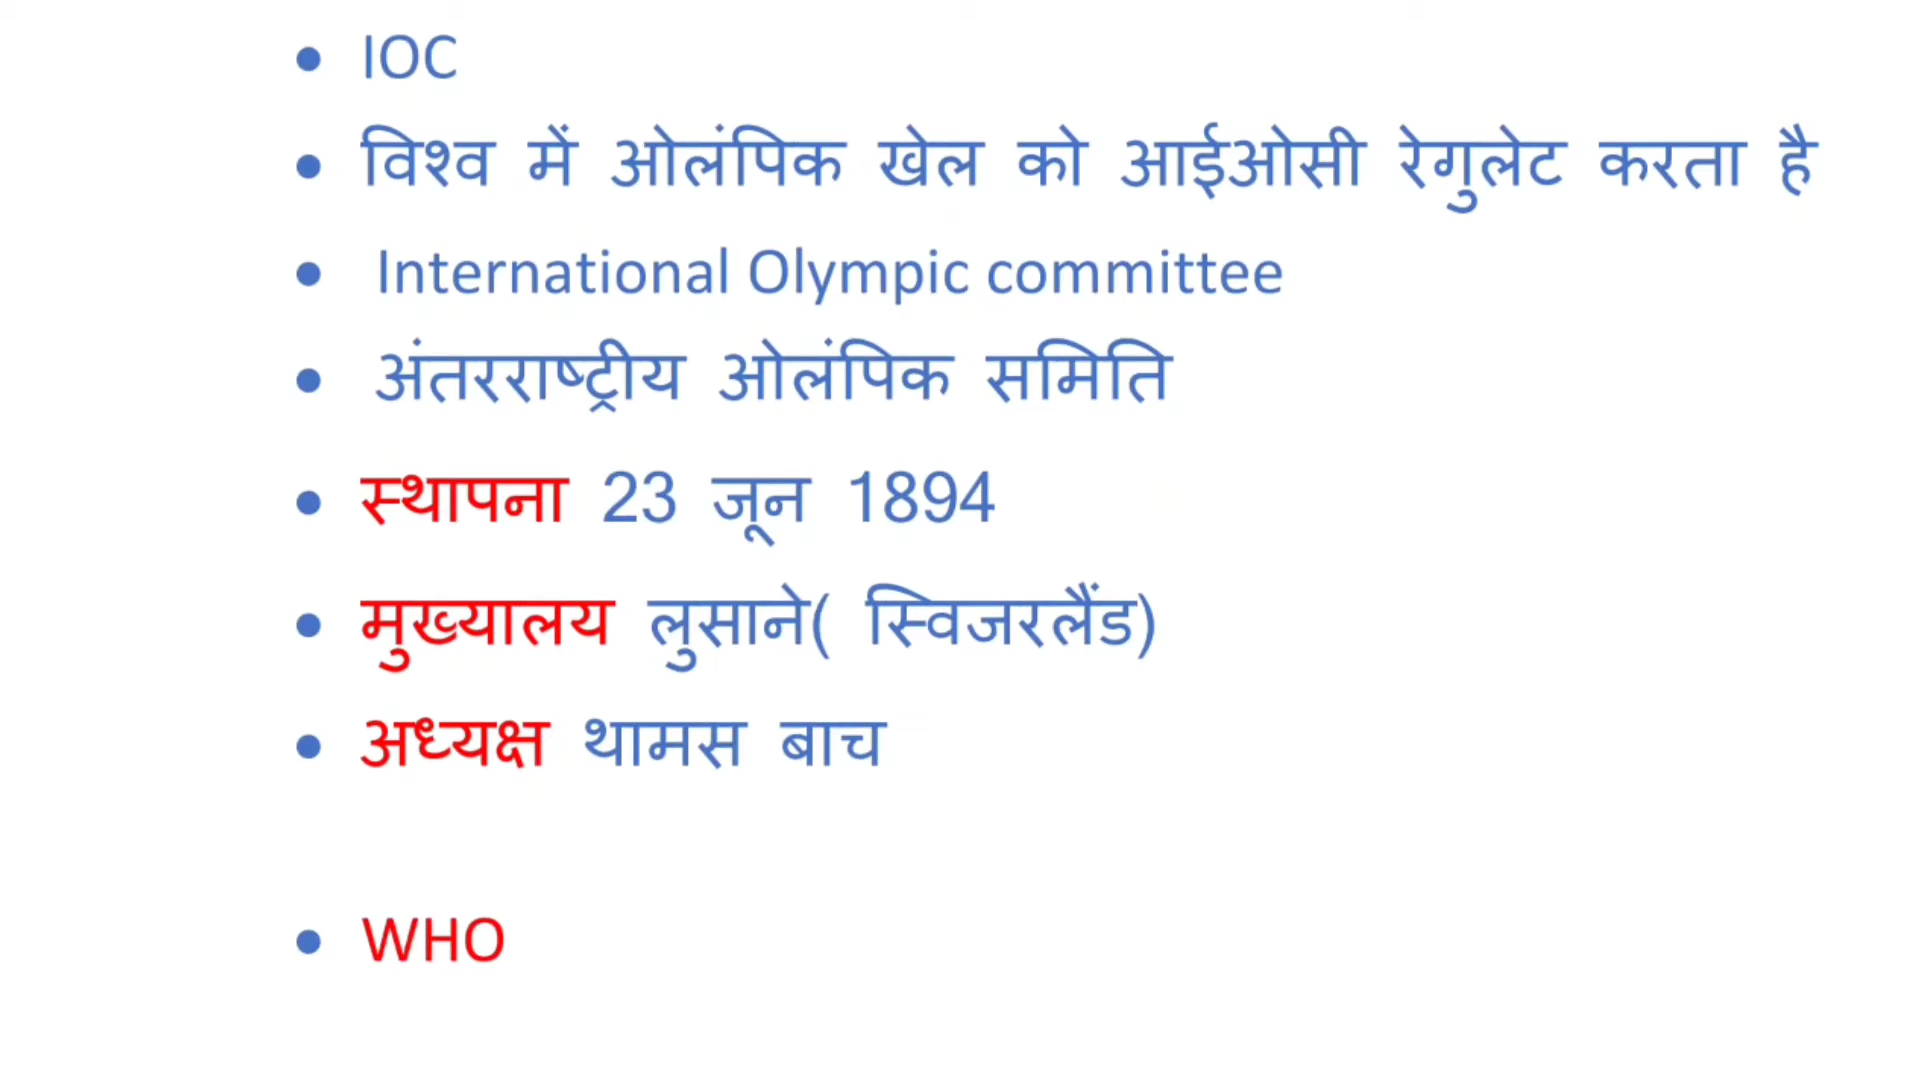 • IOC
• विश्व में ओलंपिक खेल को आईओसी रेगुलेट करता है
• International Olympic committee
• अंतरराष्ट्रीय ओलंपिक समिति
• स्थापना 23 जून 1894
• मुख्यालय लुसाने( स्विजरलैंड)
• अध्यक्ष थामस बाच
• WHO